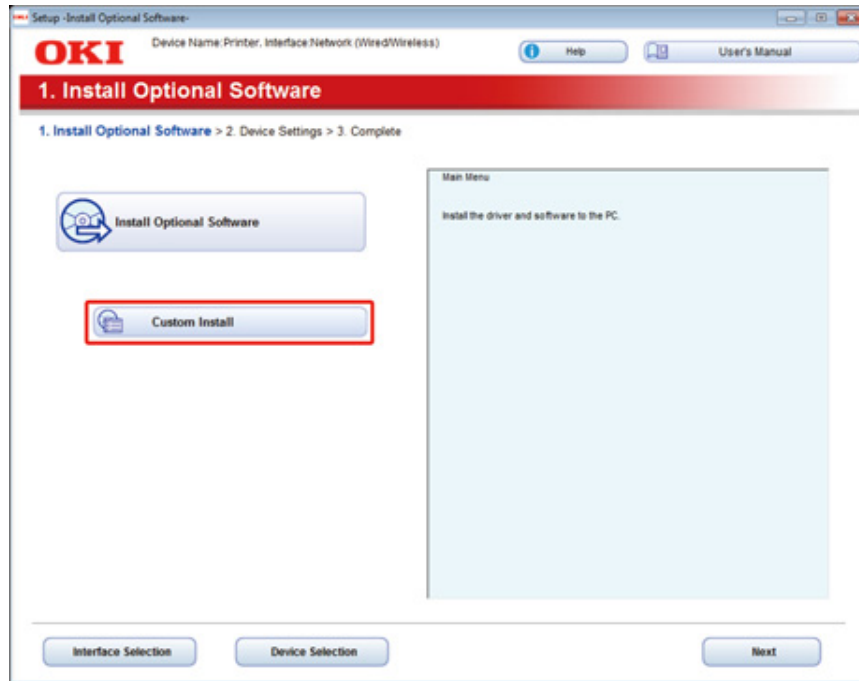 Setup -Install Optional Software-
OKI
Device Name:Printer, Interface:Network (Wired/Wireless)
Help
User's Manual
1. Install Optional Software
1. Install Optional Software > 2. Device Settings > 3. Complete
Main Menu
Install Optional Software
Install the driver and software to the PC.
Custom Install
Interface Selection
Device Selection
Next